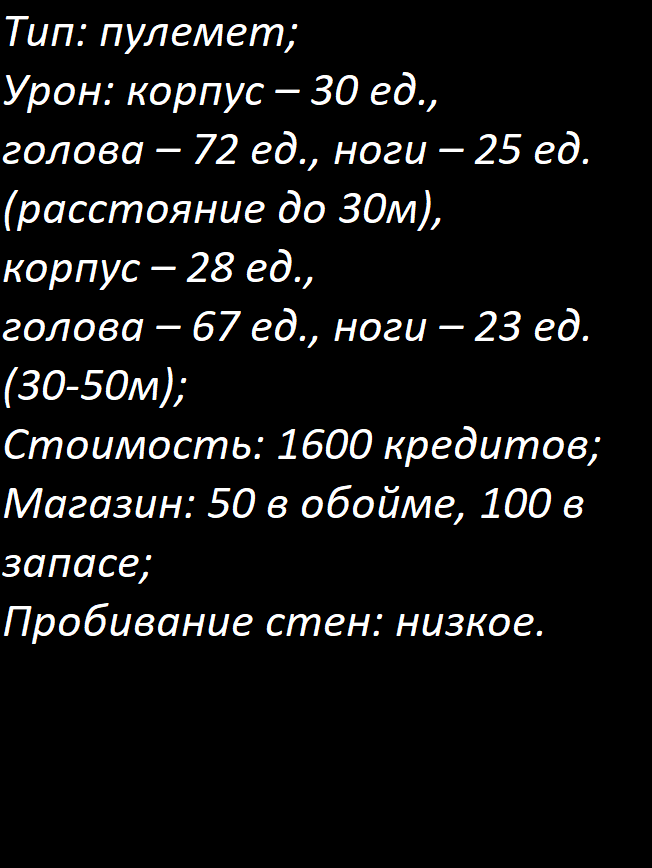 Тип: пулемет;
Урон: корпус – 30 ед.,
голова – 72 ед., ноги – 25 ед.
(расстояние до 30м),
корпус – 28 ед.,
голова – 67 ед., ноги – 23 ед.
(30-50м);
Стоимость: 1600 кредитов;
Магазин: 50 в обойме, 100 в
запасе;
Пробивание стен: низкое.